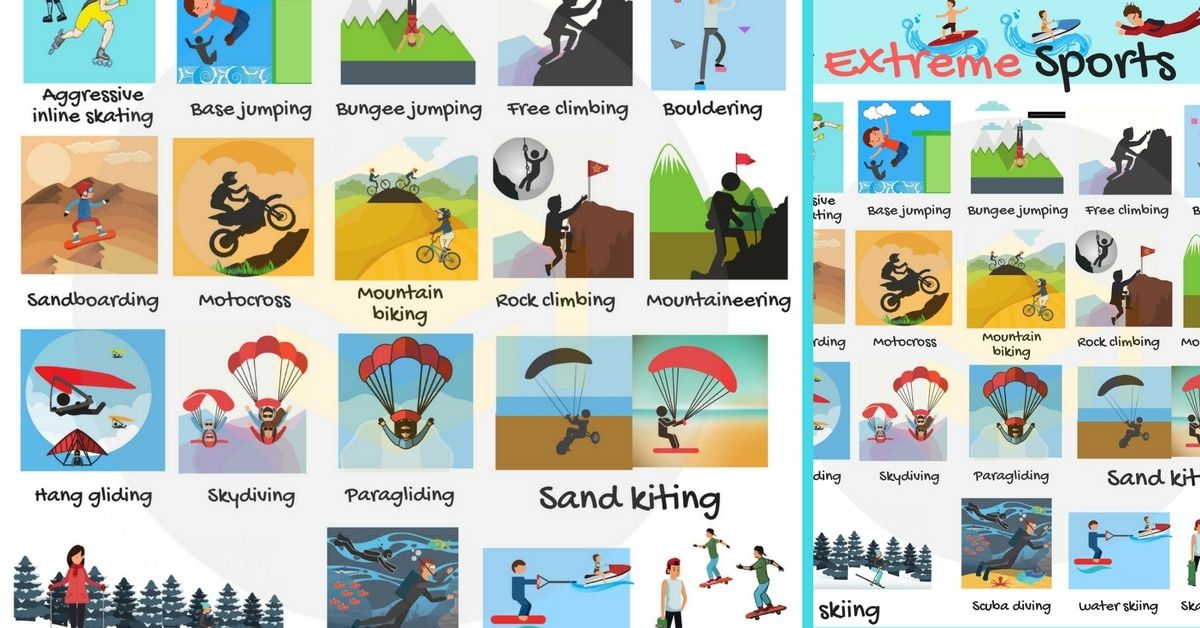 Aggressive
inline skating
Base jumping
Bungee jumping
Free climbing
Bouldering
Sandboarding
Motocross
Mountain
biking
Rock climbing
Mountaineering
Hang gliding
Skydiving
Paragliding
Sand kiting
Extreme Sports
Base jumping
Bungee jumping
Free climbing
Motocross
Mountain
biking
Rock climbing
Skydiving
Paragliding
Sand kit
skiing
Scuba diving
Water skiing